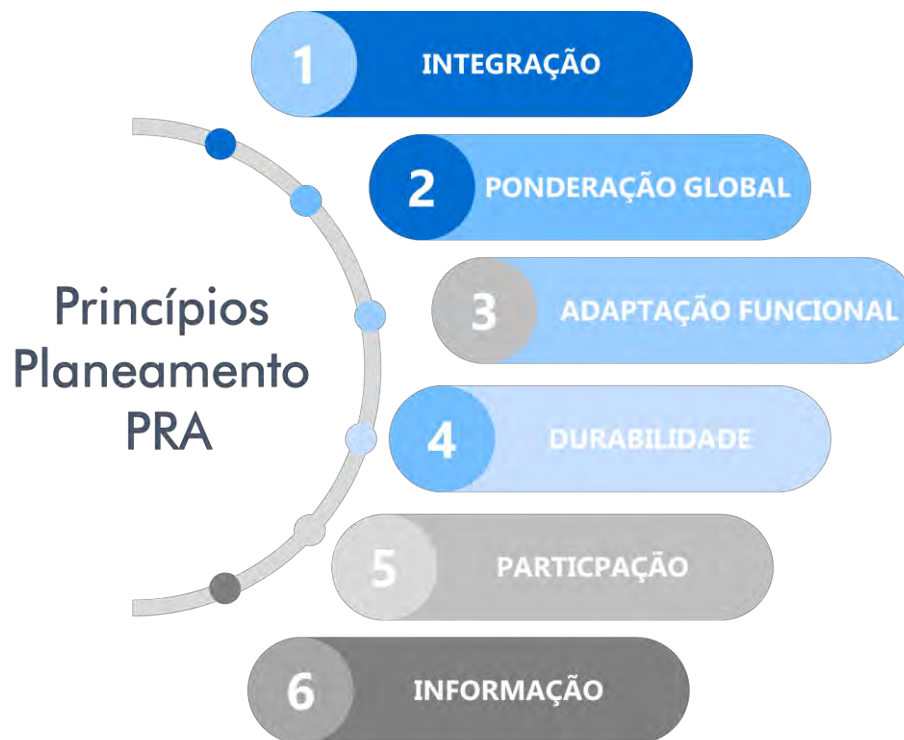 Princípios
Planeamento
PRA
1 INTEGRAÇÃO
2 PONDERAÇÃO GLOBAL
3 ADAPTAÇÃO FUNCIONAL
4 DURABILIDADE
5 PARTICPAÇÃO
6 INFORMAÇÃO